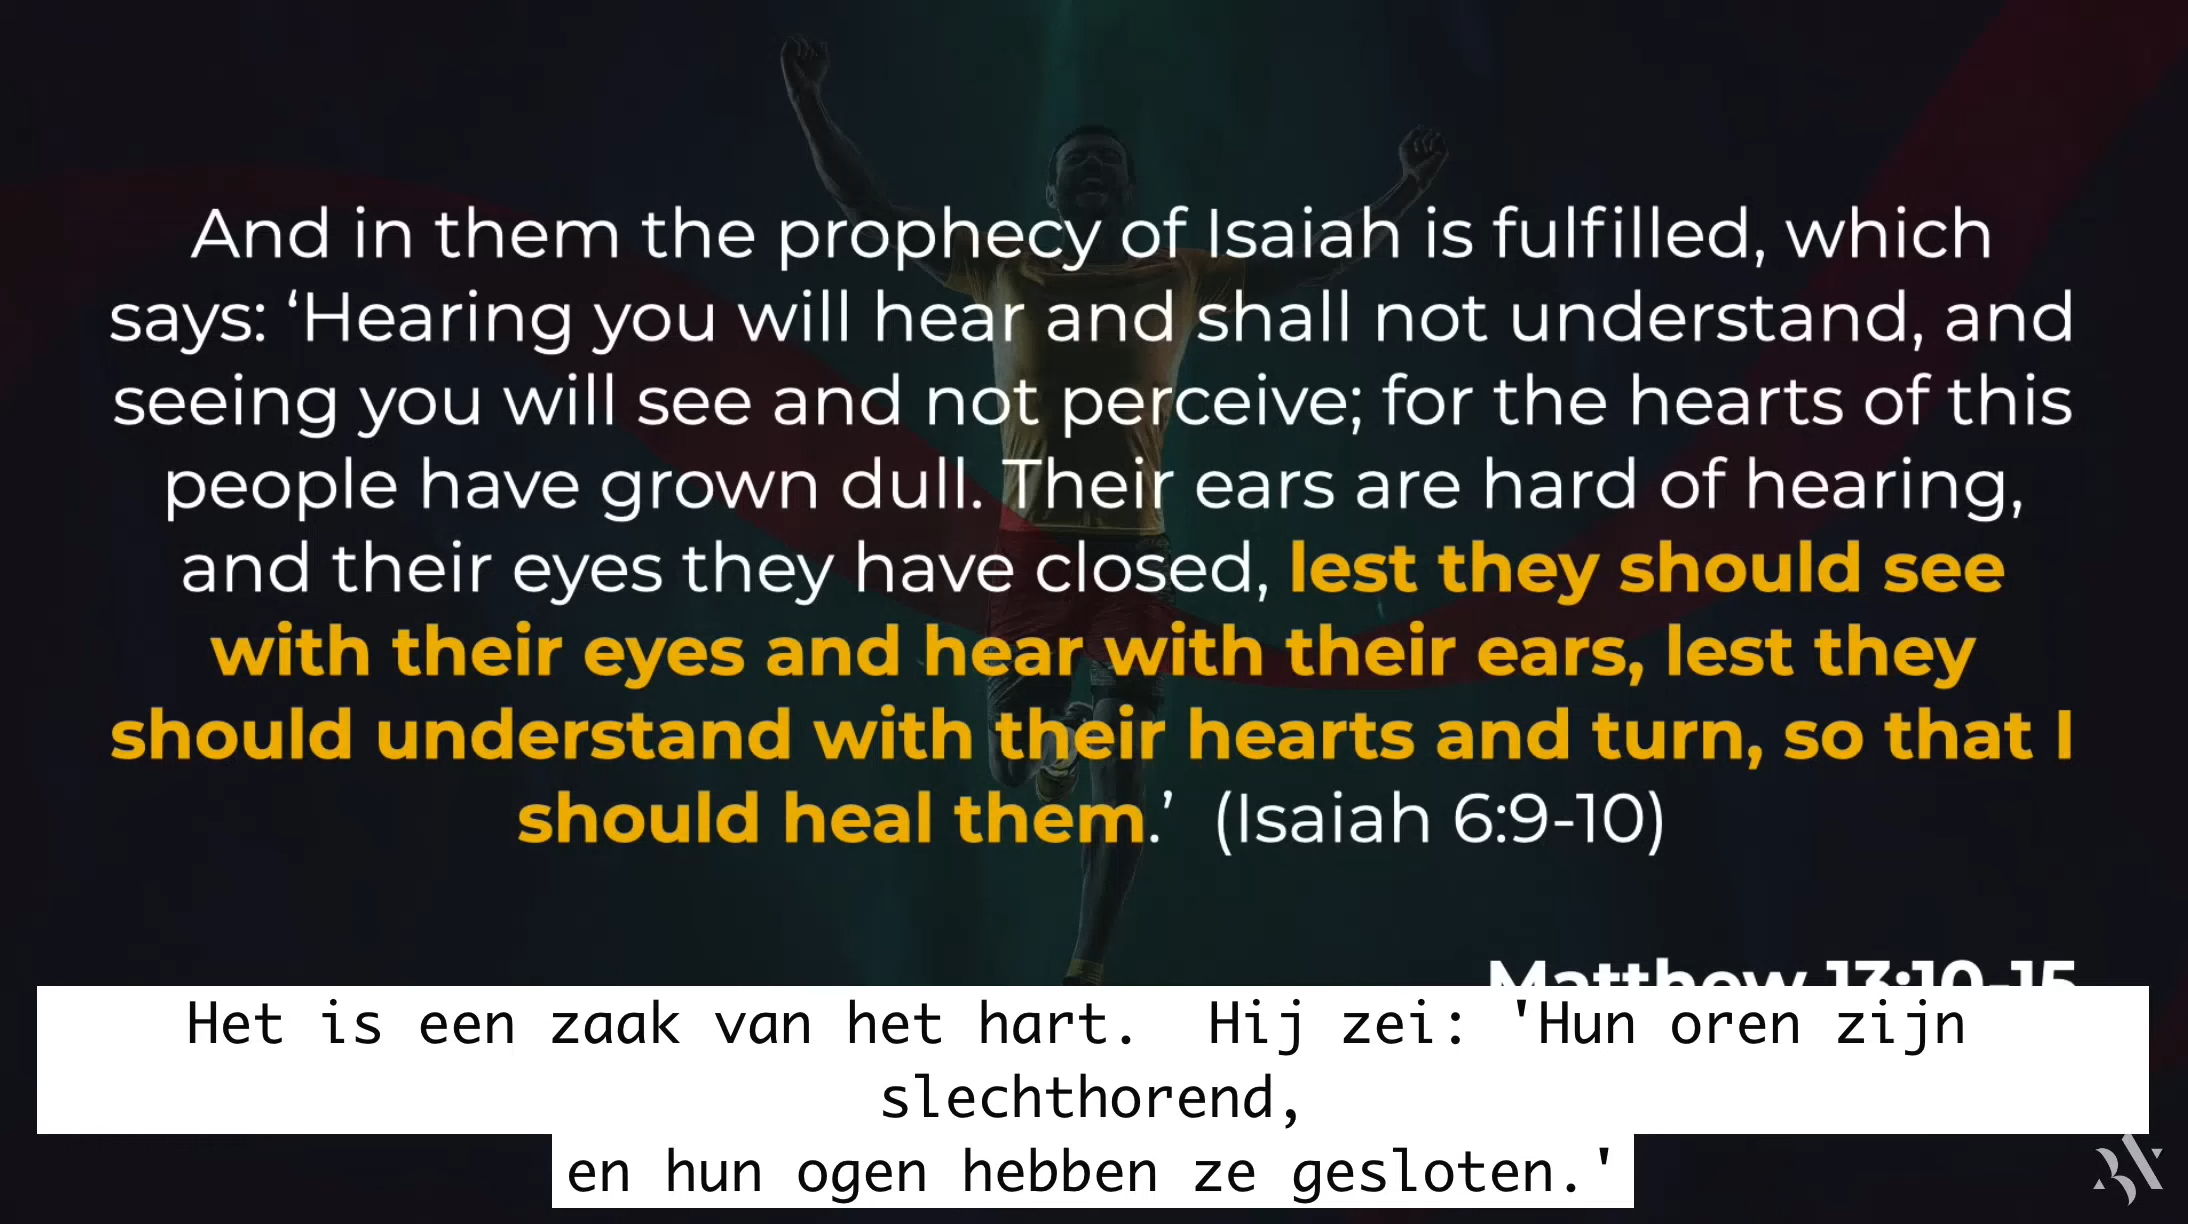 And in them the prophecy of Isaiah is fulfilled, which
says: ‘Hearing you will hear and shall not understand, and
seeing you will see and not perceive; for the hearts of this
people have grown dull. Their ears are hard of hearing,
and their eyes they have closed, lest they should see
with their eyes and hear with their ears, lest they
should understand with their hearts and turn, so that I
should heal them.’ (Isaiah 6:9-10)
Matthew 13:10-15
Het is een zaak van het hart. Hij zei: 'Hun oren zijn
slechthorend,
en hun ogen hebben ze gesloten.'